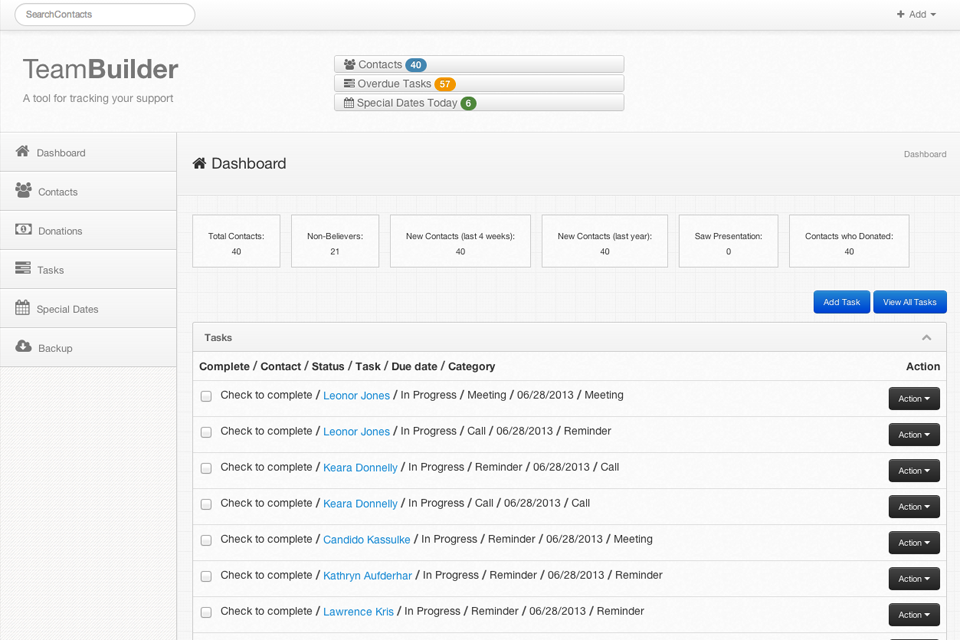 SearchContacts
Add
TeamBuilder
A tool for tracking your support
Contacts 40
Overdue Tasks 57
Special Dates Today 6
Dashboard
Contacts
Donations
Tasks
Special Dates
Backup
Dashboard
Dashboard
Total Contacts:
40
Non-Believers:
21
New Contacts (last 4 weeks):
40
New Contacts (last year):
40
Saw Presentation:
0
Contacts who Donated:
40
Add Task
View All Tasks
Tasks
Complete / Contact / Status / Task / Due date / Category Action
Check to complete / Leonor Jones / In Progress / Meeting / 06/28/2013 / Meeting Action
Check to complete / Leonor Jones / In Progress / Call / 06/28/2013 / Reminder Action
Check to complete / Keara Donnelly / In Progress / Reminder / 06/28/2013 / Call Action
Check to complete / Keara Donnelly / In Progress / Call / 06/28/2013 / Call Action
Check to complete / Candido Kassulke / In Progress / Reminder / 06/28/2013 / Meeting Action
Check to complete / Kathryn Aufderhar / In Progress / Reminder / 06/28/2013 / Reminder Action
Check to complete / Lawrence Kris / In Progress / Reminder / 06/28/2013 / Reminder Action